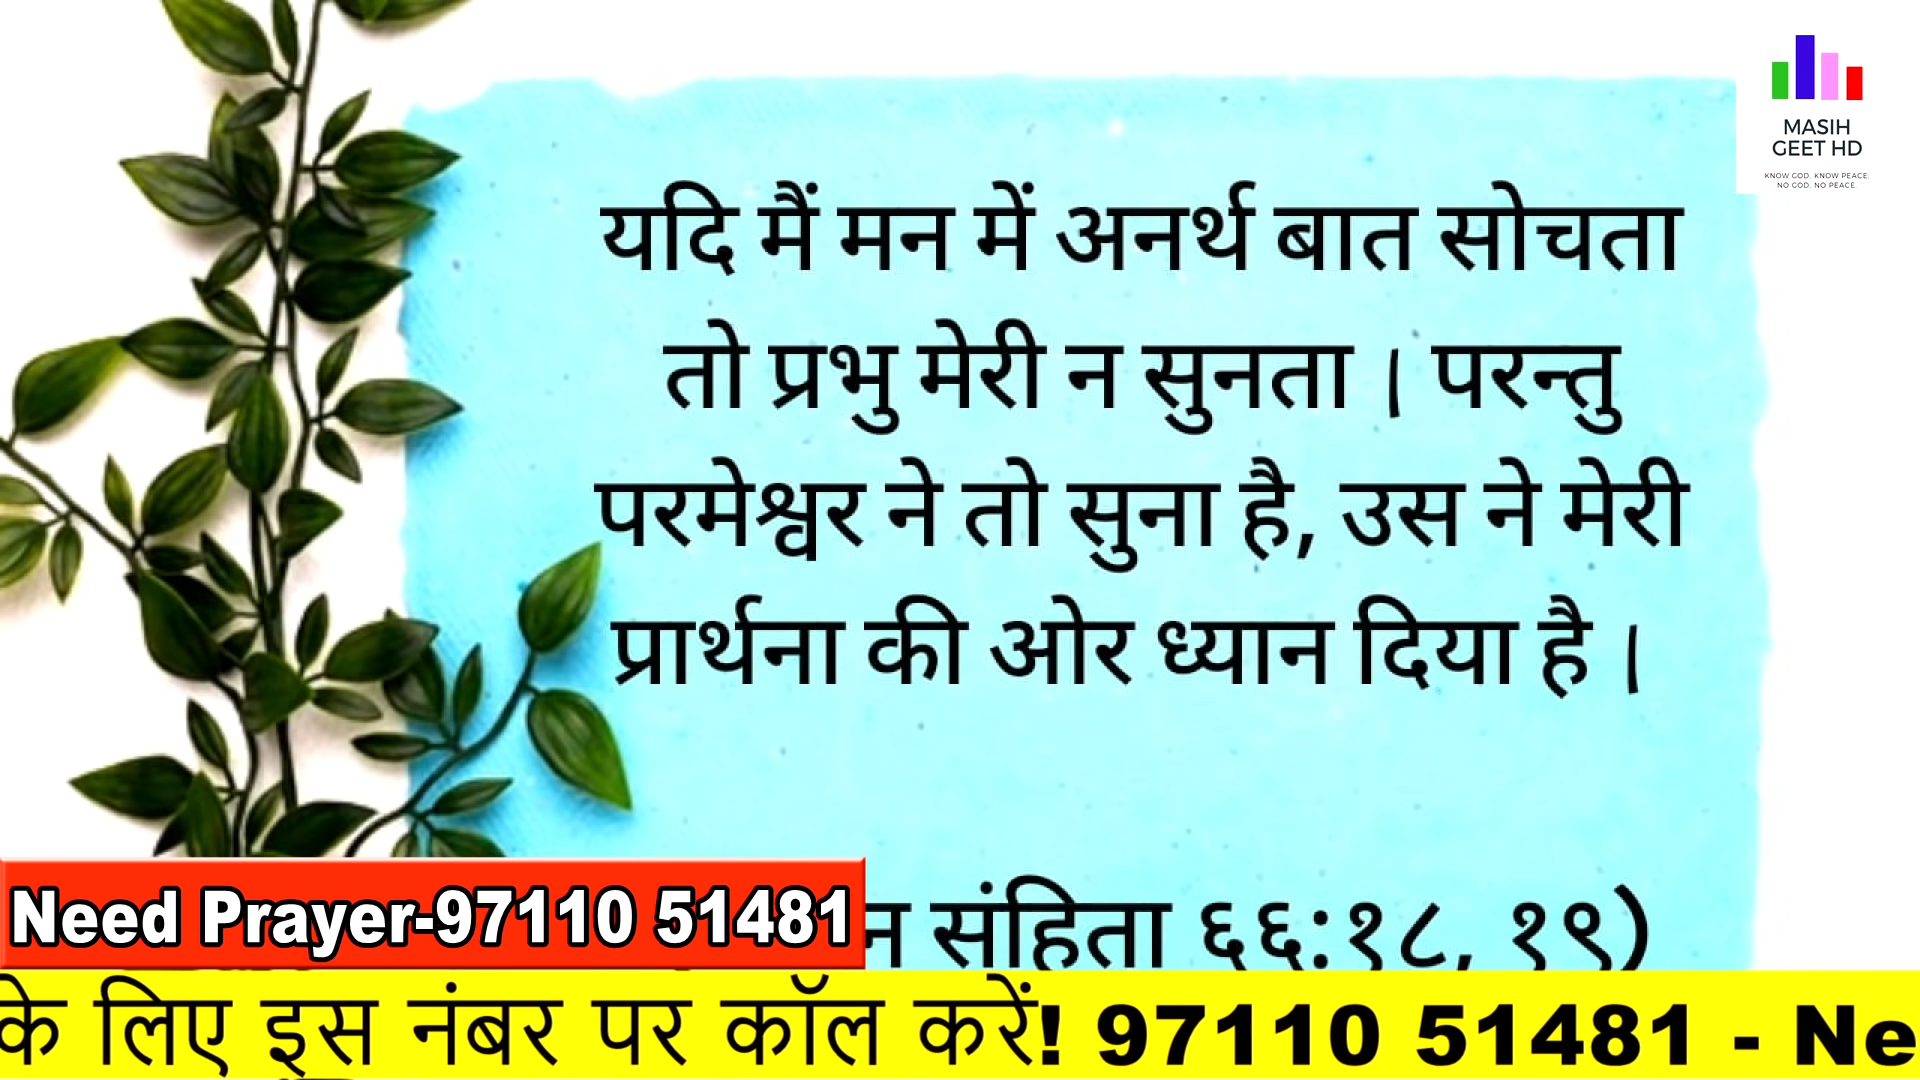 MASIH
GEET HD
KNOW GOD. KNOW PEACE.
NO GOD. NO PEACE.
यदि मैं मन में अनर्थ बात सोचता
तो प्रभु मेरी न सुनता । परन्तु
परमेश्वर ने तो सुना है, उस ने मेरी
प्रार्थना की ओर ध्यान दिया है ।
न संहिता ६६:१८, १९)
Need Prayer-97110 51481
के लिए इस नंबर पर कॉल करें! 97110 51481 - Ne